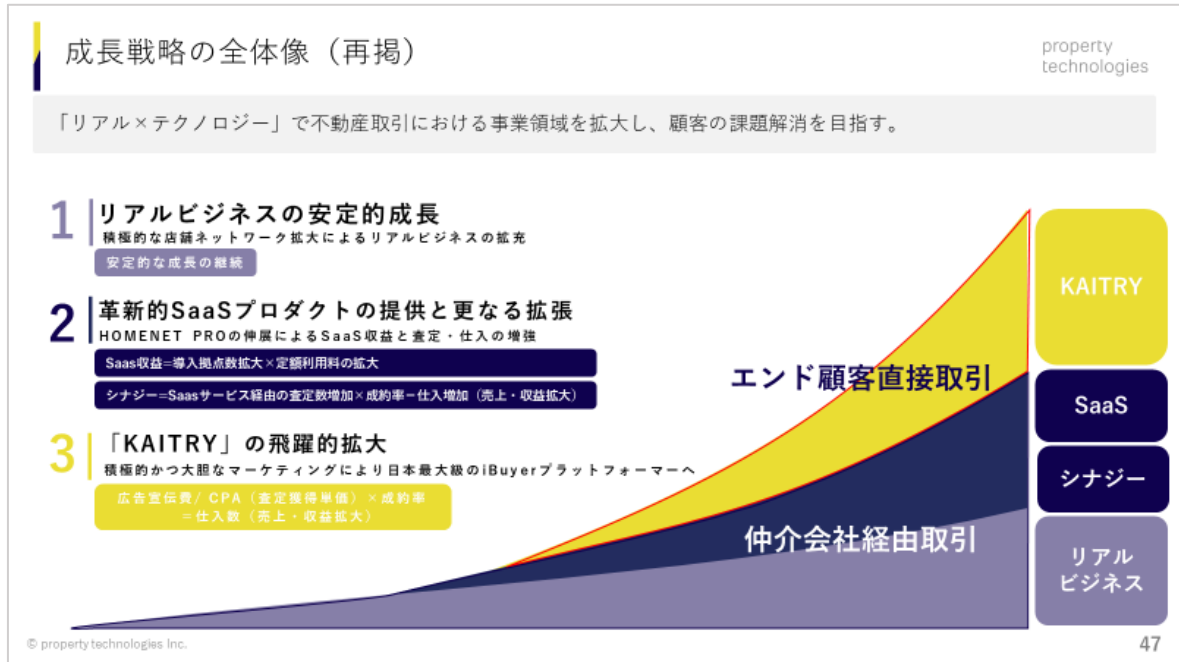 成長戦略の全体像（再掲）
property
technologies
「リアル×テクノロジー」で不動産取引における事業領域を拡大し、顧客の課題解消を目指す。
1
リアルビジネスの安定的成長
積極的な店舗ネットワーク拡大によるリアルビジネスの拡充
安定的な成長の継続
2
革新的SaaSプロダクトの提供と更なる拡張
HOMENET PROの伸展によるSaaS収益と査定・仕入の増強
Saas収益=導入拠点数拡大×定額利用料の拡大
シナジー=Saasサービス経由の査定数増加×成約率=仕入増加（売上・収益拡大）
3
「KAITRY」の飛躍的拡大
積極的かつ大胆なマーケティングにより日本最大級のiBuyerプラットフォーマーへ
広告宣伝費/ CPA（査定獲得単価）×成約率
=仕入数（売上・収益拡大）
エンド顧客直接取引
仲介会社経由取引
KAITRY
SaaS
シナジー
リアル
ビジネス
© property technologies Inc.
47